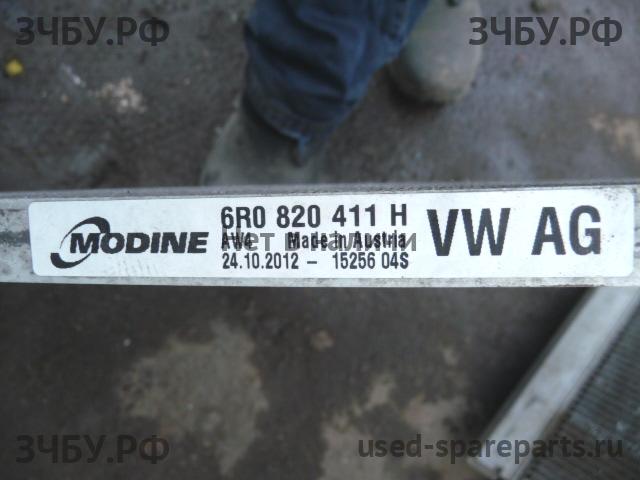 ЗЧБУ.РФ ЗЧБУ.РФ
MODINE 6R0 820 411 H VW AG
AW4 Made in Austria
24.10.2012 - 15256 04S
ЗЧБУ.РФ used-spareparts.ru